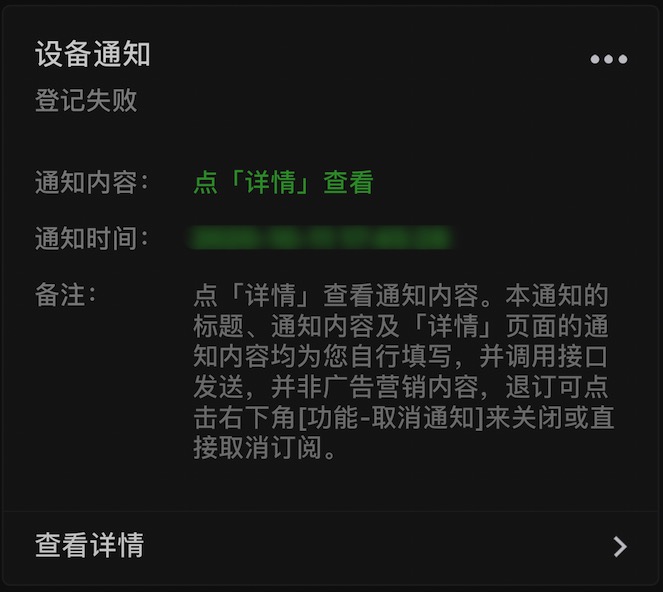 设备通知
登记失败
通知内容： 点「详情」查看
通知时间：
备注： 点「详情」查看通知内容。本通知的
标题、通知内容及「详情」页面的通
知内容均为您自行填写，并调用接口
发送，并非广告营销内容，退订可点
击右下角[功能-取消通知]来关闭或直
接取消订阅。
查看详情